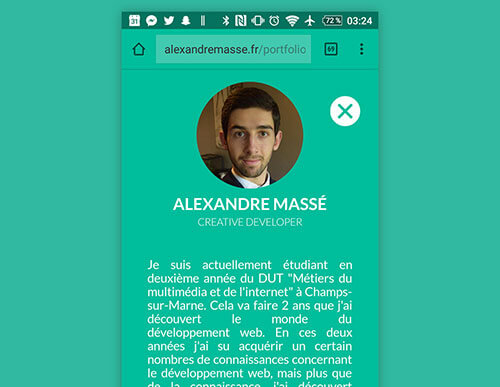 31 72 % 03:24
alexandremasse.fr/portfolio 69
ALEXANDRE MASSÉ
CREATIVE DEVELOPER
Je suis actuellement étudiant en
deuxième année du DUT "Métiers du
multimédia et de l'internet" à Champs-
sur-Marne. Cela va faire 2 ans que j'ai
découvert le monde du
développement web. En ces deux
années j'ai su acquérir un certain
nombres de connaissances concernant
le développement web, mais plus que
de la connaissance, j'ai découvert